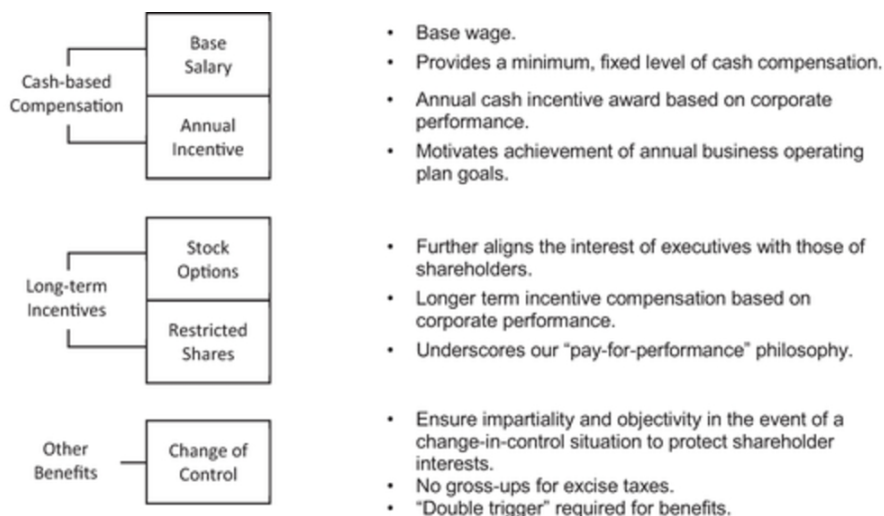 Cash-based
Compensation
Base
Salary
Annual
Incentive
• Base wage.
• Provides a minimum, fixed level of cash compensation.
• Annual cash incentive award based on corporate
performance.
• Motivates achievement of annual business operating
plan goals.
Long-term
Incentives
Stock
Options
Restricted
Shares
• Further aligns the interest of executives with those of
shareholders.
• Longer term incentive compensation based on
corporate performance.
• Underscores our “pay-for-performance” philosophy.
Other
Benefits
Change of
Control
• Ensure impartiality and objectivity in the event of a
change-in-control situation to protect shareholder
interests.
• No gross-ups for excise taxes.
• “Double trigger” required for benefits.